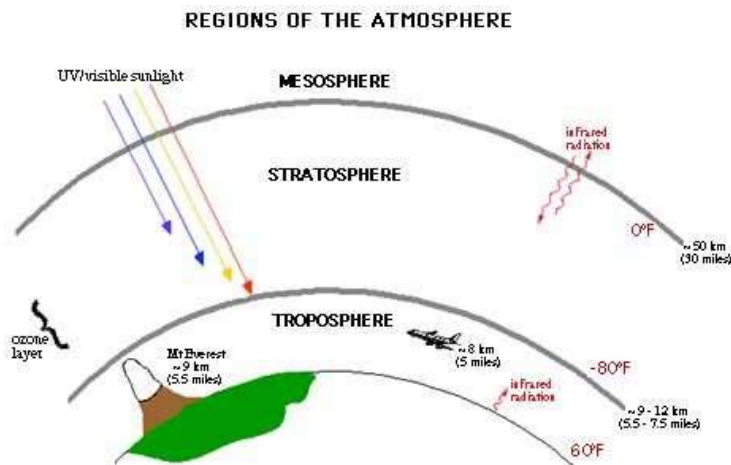 REGIONS OF THE ATMOSPHERE
UV/visible sunlight
MESOSPHERE
infrared
radiation
STRATOSPHERE
0°F
~ 50 km
(30 miles)
ozone
layer
TROPOSPHERE
Mt Everest
~ 9 km
(5.5 miles)
~ 8 km
(5 miles)
-80°F
infrared
radiation
~ 9 - 12 km
(5.5 - 7.5 miles)
60°F